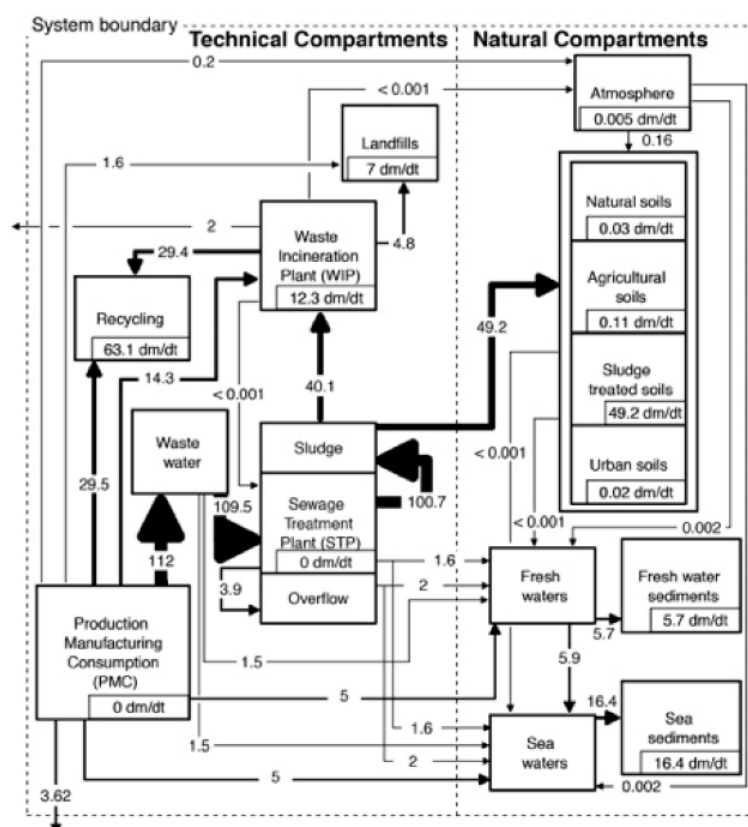 System boundary
Technical Compartments
Natural Compartments
0.2
< 0.001
Atmosphere
0.005 dm/dt
0.16
Landfills
7 dm/dt
1.6
Natural soils
0.03 dm/dt
2
Waste
Incineration
Plant (WIP)
12.3 dm/dt
4.8
29.4
Agricultural
soils
0.11 dm/dt
Recycling
63.1 dm/dt
49.2
14.3
40.1
< 0.001
Sludge
treated soils
49.2 dm/dt
Waste
water
Sludge
< 0.001
Urban soils
0.02 dm/dt
29.5
109.5
100.7
Sewage
Treatment
Plant (STP)
0 dm/dt
< 0.001
0.002
112
3.9
Overflow
1.6
2
Fresh
waters
Fresh water
sediments
5.7 dm/dt
5.7
Production
Manufacturing
Consumption
(PMC)
0 dm/dt
1.5
5.9
5
16.4
Sea
sediments
16.4 dm/dt
1.6
Sea
waters
1.5
2
5
0.002
3.62